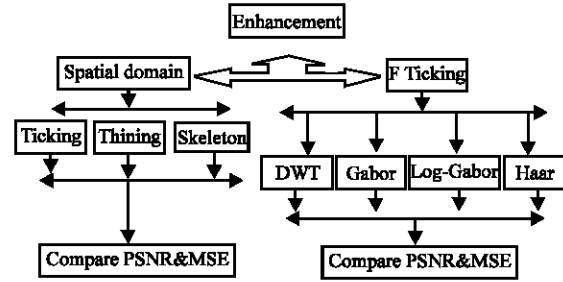 Enhancement
Spatial domain
F Ticking
Ticking
Thining
Skeleton
DWT
Gabor
Log-Gabor
Haar
Compare PSNR&MSE
Compare PSNR&MSE